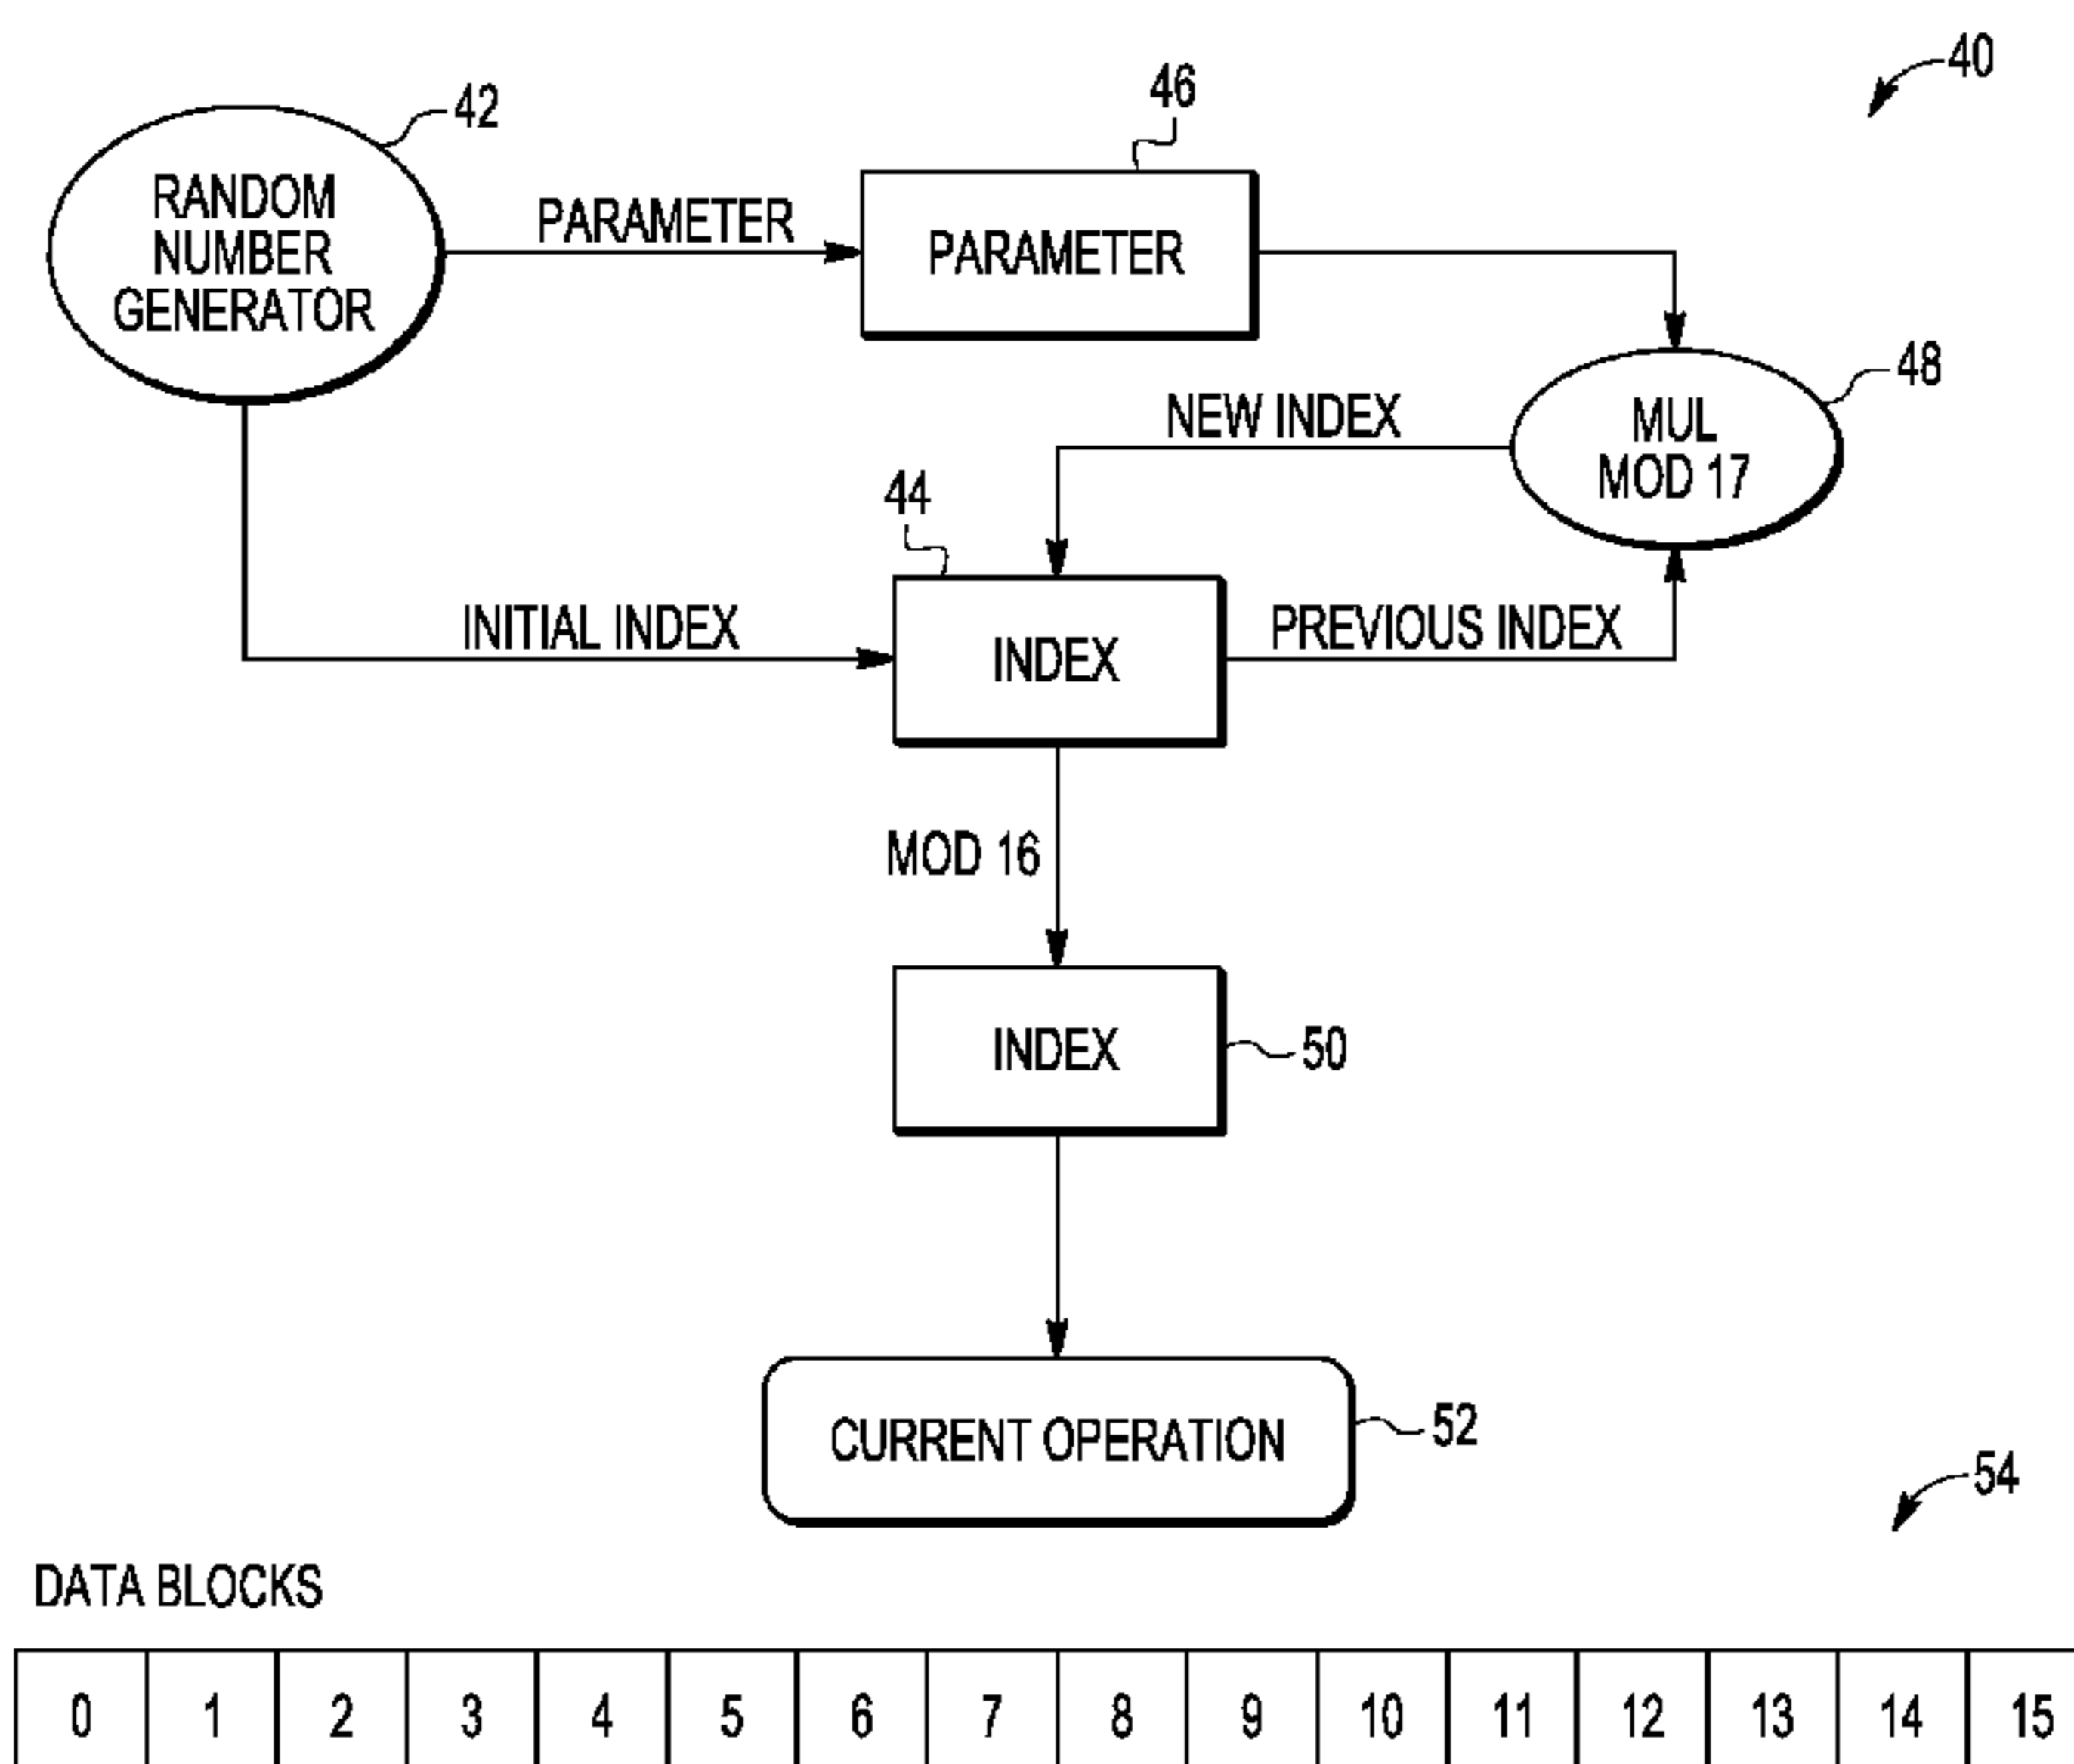 40
42
46
RANDOM
NUMBER
GENERATOR
PARAMETER
PARAMETER
48
MUL
MOD 17
NEW INDEX
44
INITIAL INDEX
INDEX
PREVIOUS INDEX
MOD 16
INDEX
50
CURRENT OPERATION
52
54
DATA BLOCKS
0 1 2 3 4 5 6 7 8 9 10 11 12 13 14 15